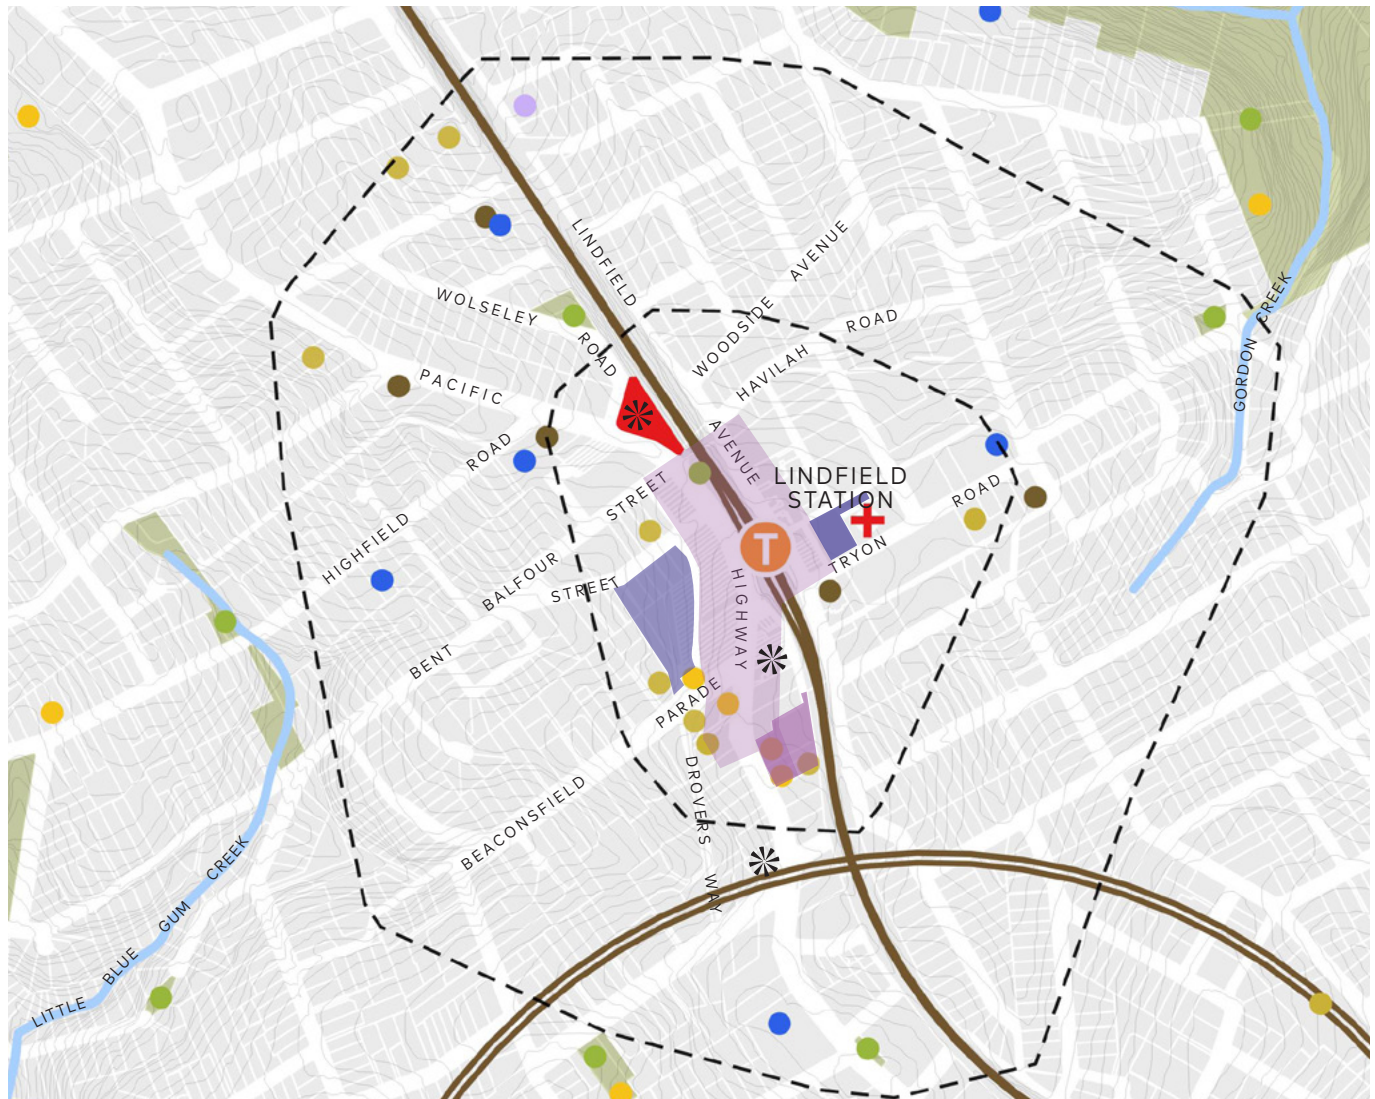 LINDFIELD
AVENUE
WOLSELEY
ROAD
WOODSIDE
AVENUE
ROAD
HAVILAH
PACIFIC
ROAD
HIGHFIELD
STREET
BALFOUR
STREET
BENT
LINDFIELD
STATION
T
ROAD
TRYON
HIGHWAY
PARADE
BEACONSFIELD
DROVERS
WAY
GORDON
CREEK
LITTLE
BLUE
GUM
CREEK